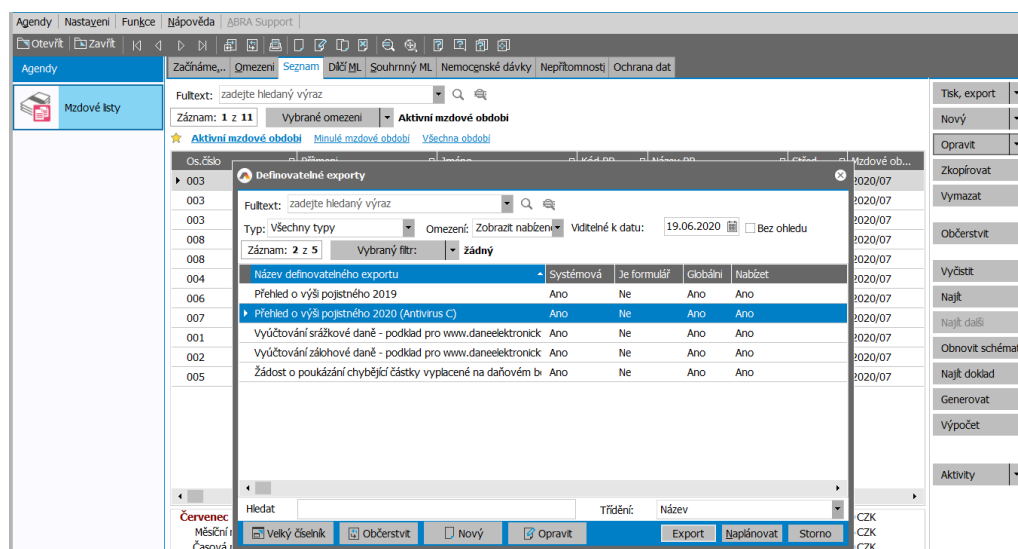 Agendy Nastavení Funkce Nápověda ABRA Support
Otevřít Zavřít
Agendy
Začínáme,.. Omezení Seznam Dílčí ML Souhrnný ML Nemocenské dávky Nepřítomnosti Ochrana dat
Mzdové listy
Fulltext: zadejte hledaný výraz
Záznam: 1 z 11 Vybrané omezení Aktivní mzdové období
Aktivní mzdové období Minulé mzdové období Všechna období
Os.číslo Mzdové ob...
003 2020/07
003 2020/07
003 2020/07
008 2020/07
008 2020/07
004 2020/07
006 2020/07
007 2020/07
001 2020/07
002 2020/07
005 2020/07
Definovatelné exporty
Fulltext: zadejte hledaný výraz
Typ: Všechny typy Omezení: Zobrazit nabízen Viditelné k datu: 19.06.2020 Bez ohledu
Záznam: 2 z 5 Vybraný filtr: žádný
Název definovatelného exportu Systémová Je formulář Globální Nabízet
Přehled o výši pojistného 2019 Ano Ne Ano Ano
Přehled o výši pojistného 2020 (Antivirus C) Ano Ne Ano Ano
Vyúčtování srážkové daně - podklad pro www.daneelektronick Ano Ne Ano Ano
Vyúčtování zálohové daně - podklad pro www.daneelektronick Ano Ne Ano Ano
Žádost o poukázání chybějící částky vyplacené na daňovém b Ano Ne Ano Ano
Hledat Třídění: Název
Velký číselník Občerstvit Nový Opravit Export Naplánovat Storno
Červenec CZK
Měsíční CZK
Časová CZK
Tisk, export
Nový
Opravit
Zkopírovat
Vymazat
Občerstvit
Vyčistit
Najít
Najít další
Obnovit schémat
Najít doklad
Generovat
Výpočet
Aktivity